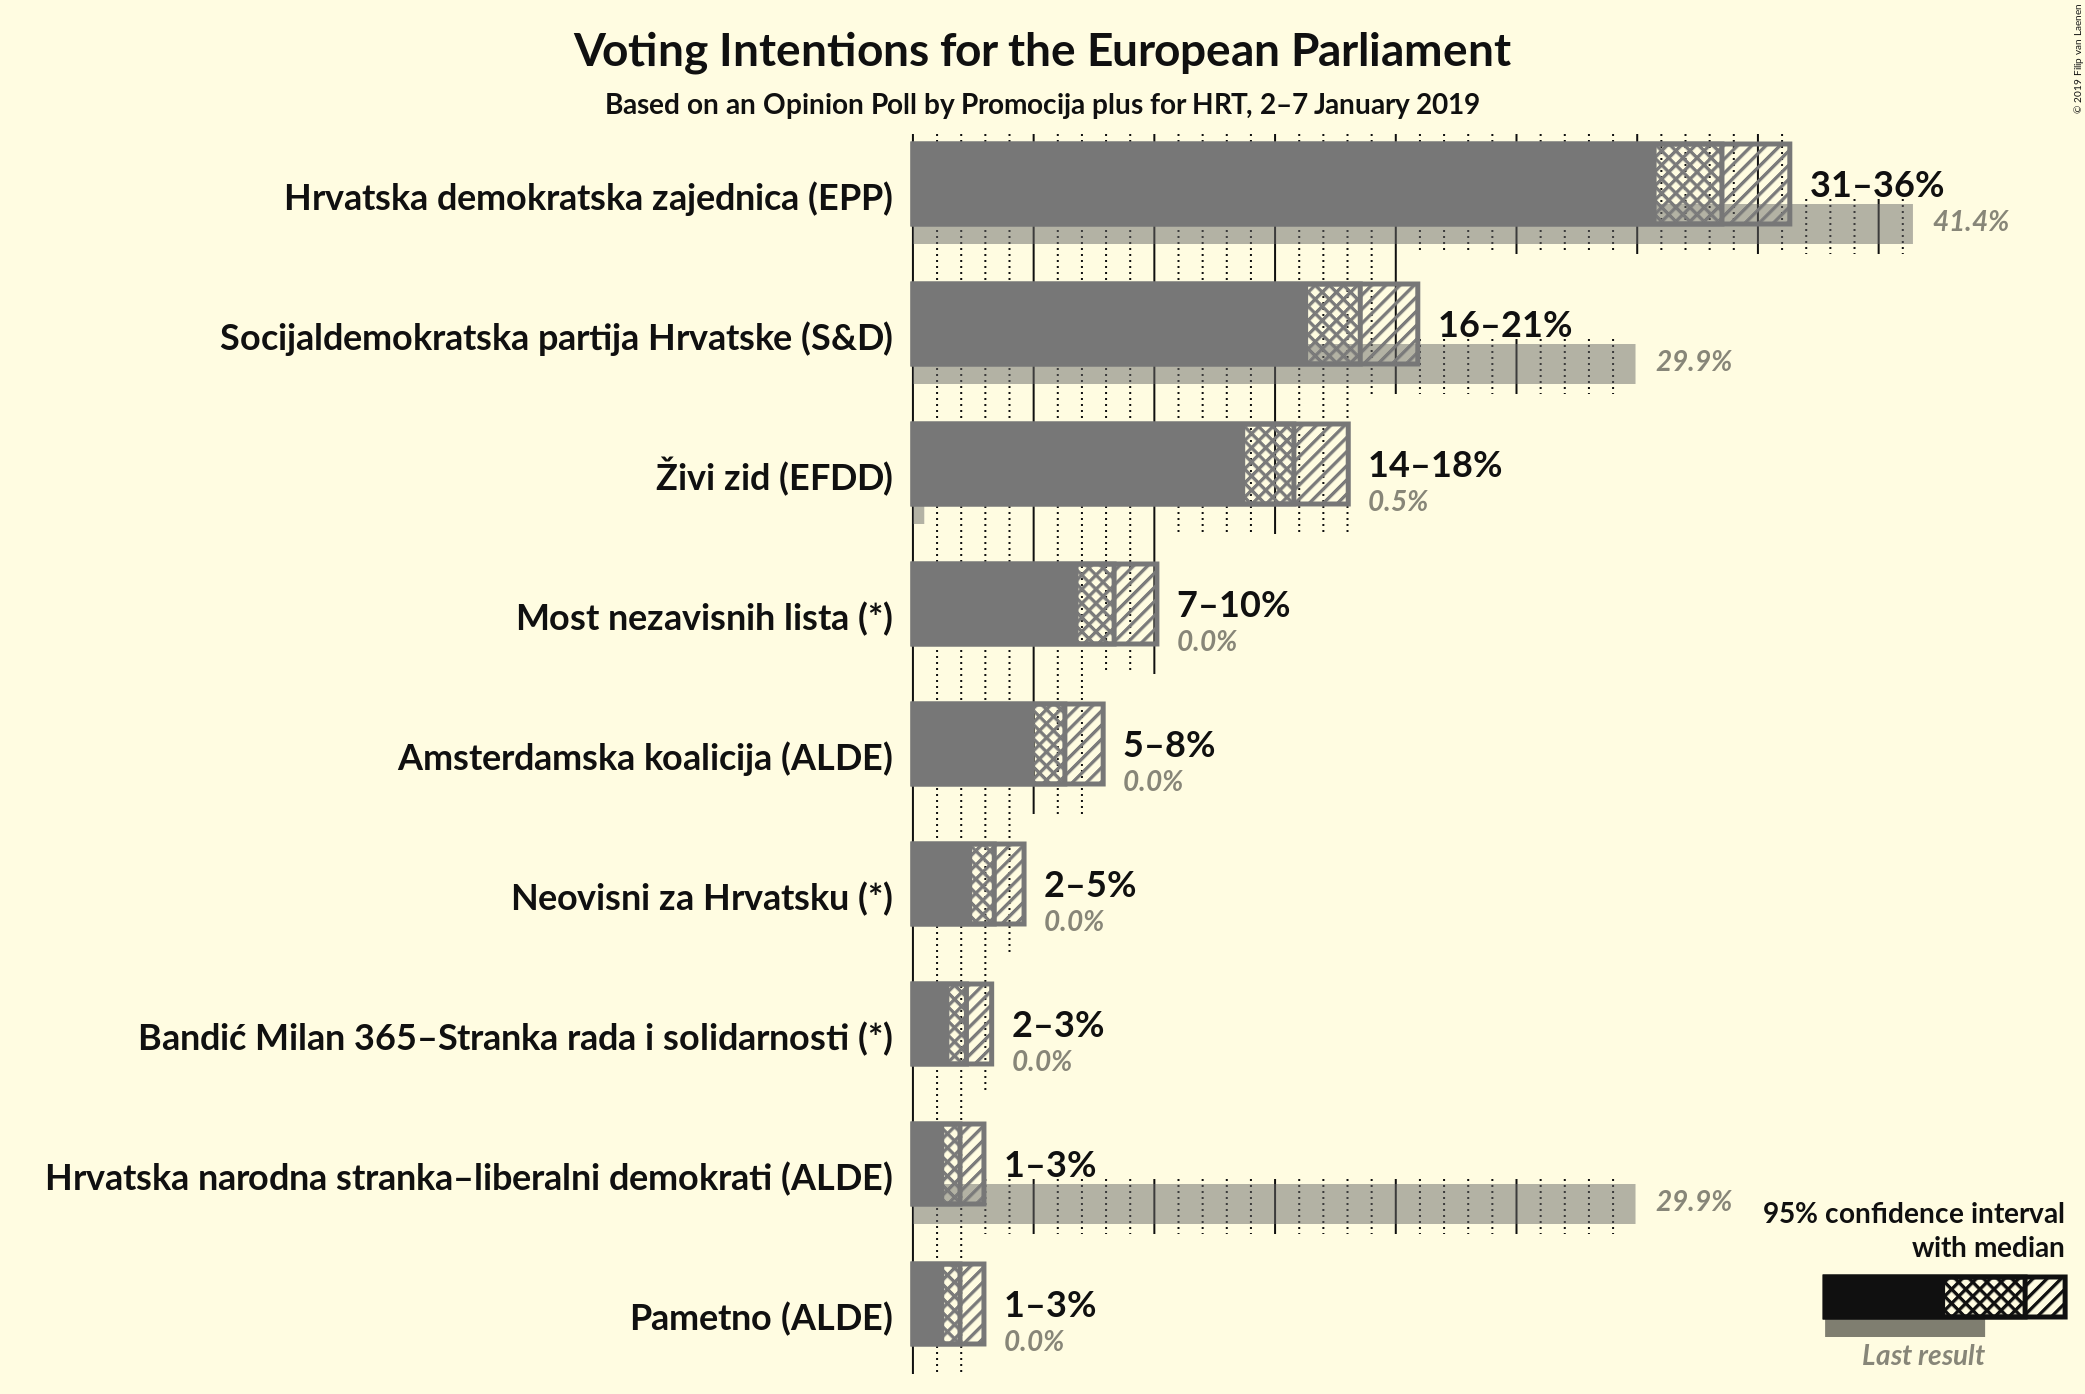 Voting Intentions for the European Parliament
Based on an Opinion Poll by Promocija plus for HRT, 2–7 January 2019
© 2019 Filip van Laenen
Hrvatska demokratska zajednica (EPP)
31–36%
41.4%
Socijaldemokratska partija Hrvatske (S&D)
16–21%
29.9%
Živi zid (EFDD)
14–18%
0.5%
Most nezavisnih lista (*)
7–10%
0.0%
Amsterdamska koalicija (ALDE)
5–8%
0.0%
Neovisni za Hrvatsku (*)
2–5%
0.0%
Bandić Milan 365–Stranka rada i solidarnosti (*)
2–3%
0.0%
Hrvatska narodna stranka–liberalni demokrati (ALDE)
1–3%
29.9%
Pametno (ALDE)
1–3%
0.0%
95% confidence interval
with median
Last result